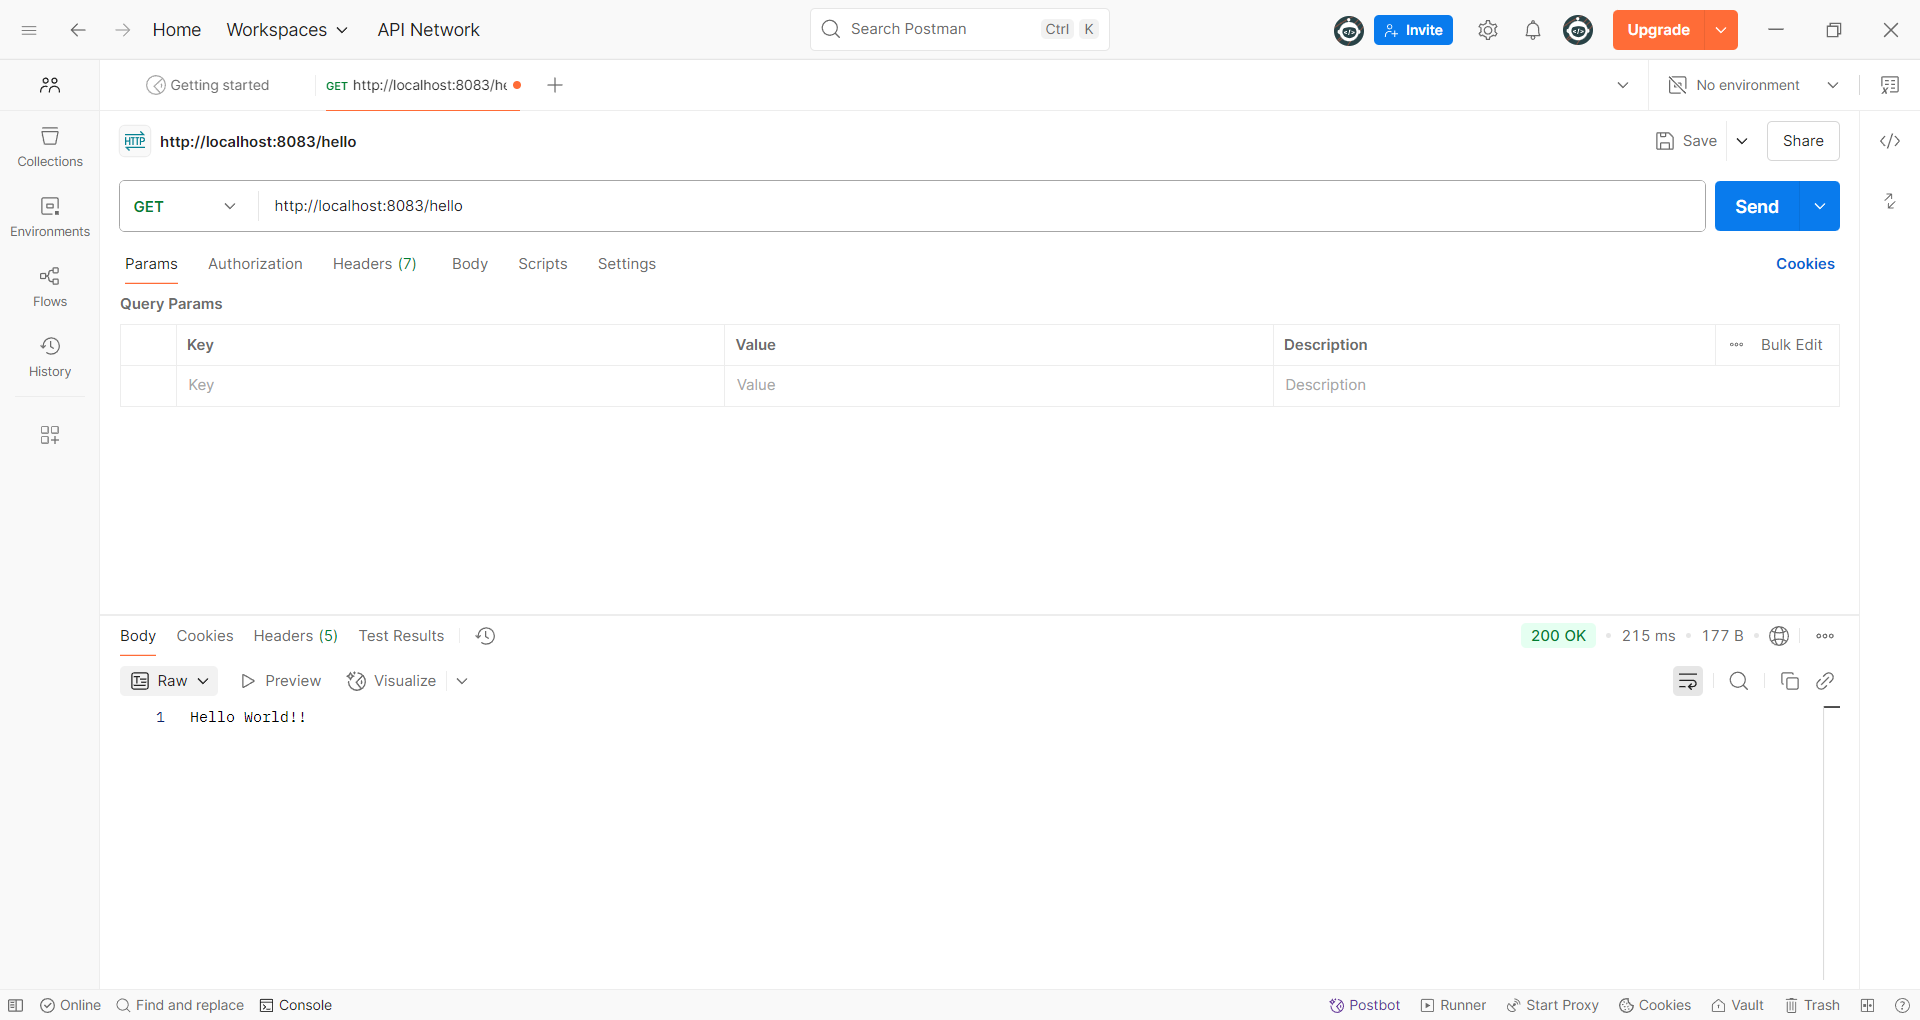 Home Workspaces API Network Search Postman Ctrl K Invite Upgrade
Getting started GET http://localhost:8083/he No environment
HTTP http://localhost:8083/hello Save Share
Collections
GET http://localhost:8083/hello Send
Environments
Params Authorization Headers (7) Body Scripts Settings Cookies
Flows
Query Params
Key Value Description Bulk Edit
History
Key Value Description
Body Cookies Headers (5) Test Results 200 OK 215 ms 177 B
Raw Preview Visualize
1 Hello World!!
Online Find and replace Console Postbot Runner Start Proxy Cookies Vault Trash